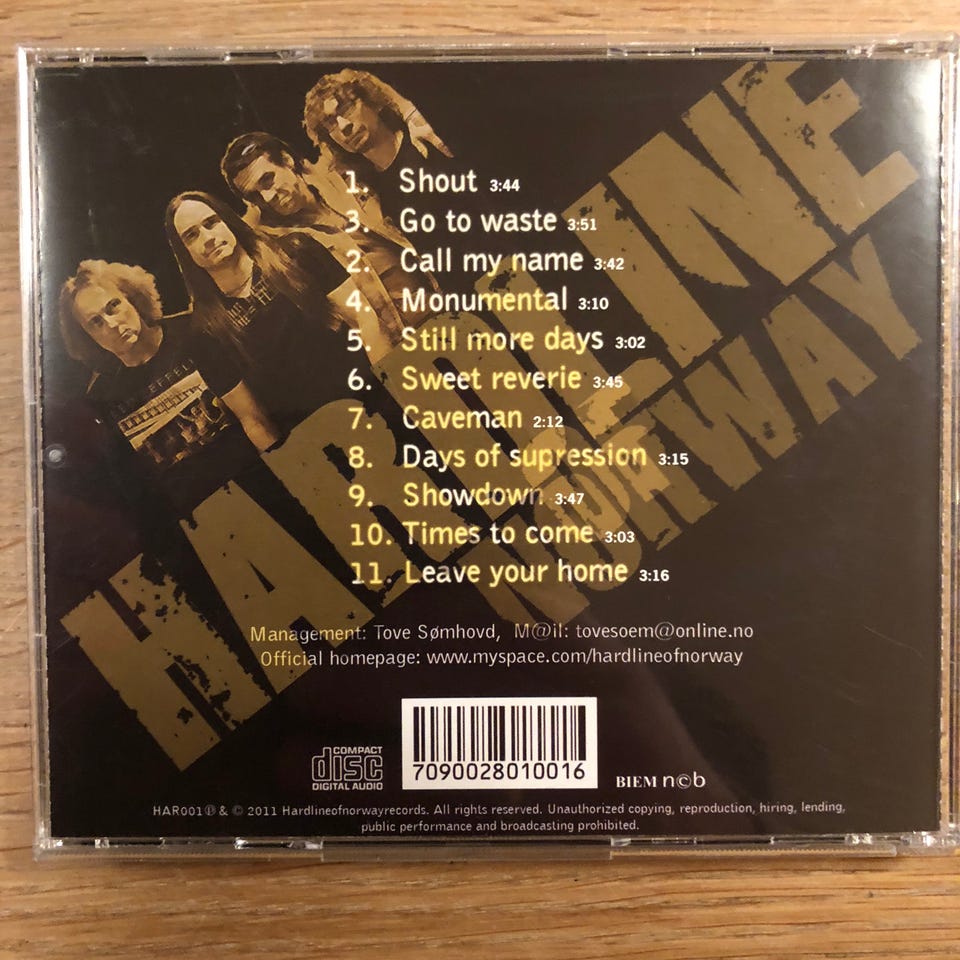 HARDLINE
NORWAY
1. Shout 3:44
3. Go to waste 3:51
2. Call my name 3:42
4. Monumental 3:10
5. Still more days 3:02
6. Sweet reverie 3:45
7. Caveman 2:12
8. Days of supression 3:15
9. Showdown 3:47
10. Times to come 3:03
11. Leave your home 3:16
Management: Tove Sømhovd, M@il: tovesoem@online.no
Official homepage: www.myspace.com/hardlineofnorway
COMPACT
disc
DIGITAL AUDIO
7090028010016
BIEM n©b
HAR001 ℗ & © 2011 Hardlineofnorwayrecords. All rights reserved. Unauthorized copying, reproduction, hiring, lending,
public performance and broadcasting prohibited.